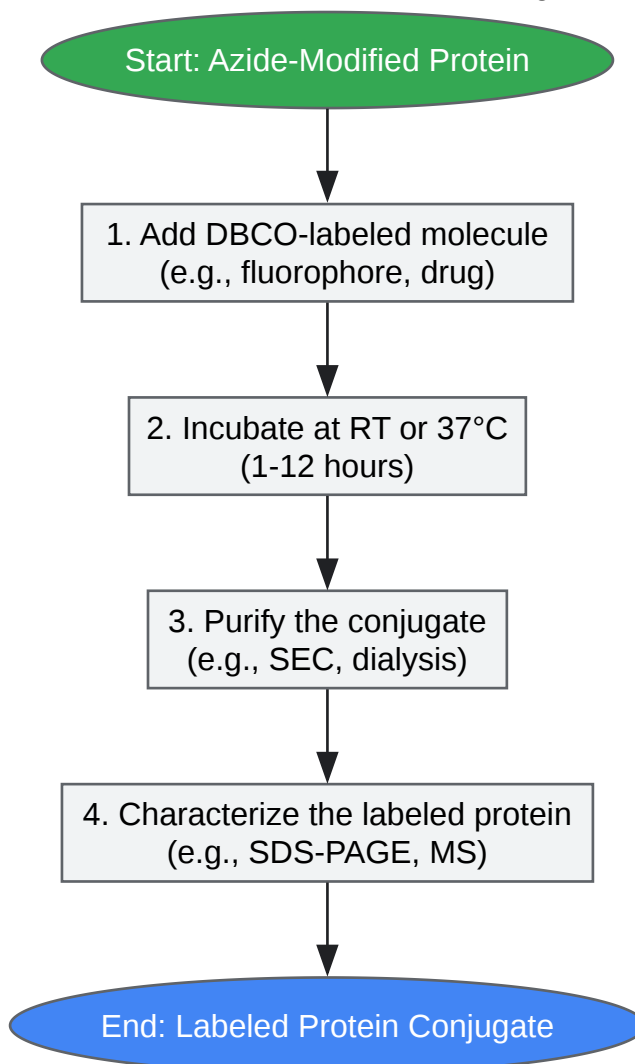 Start: Azide-Modified Protein
1. Add DBCO-labeled molecule
(e.g., fluorophore, drug)
2. Incubate at RT or 37°C
(1-12 hours)
3. Purify the conjugate
(e.g., SEC, dialysis)
4. Characterize the labeled protein
(e.g., SDS-PAGE, MS)
End: Labeled Protein Conjugate